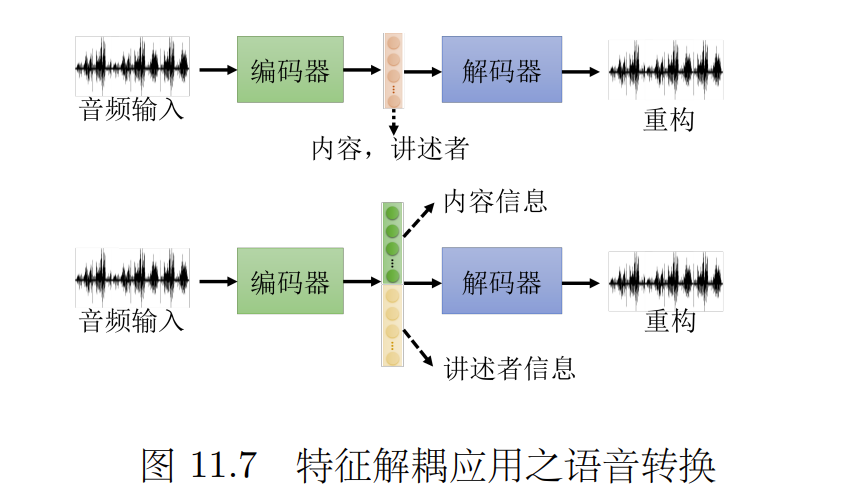 编码器
解码器
音频输入
重构
内容，讲述者
内容信息
编码器
解码器
音频输入
重构
讲述者信息
图 11.7 特征解耦应用之语音转换